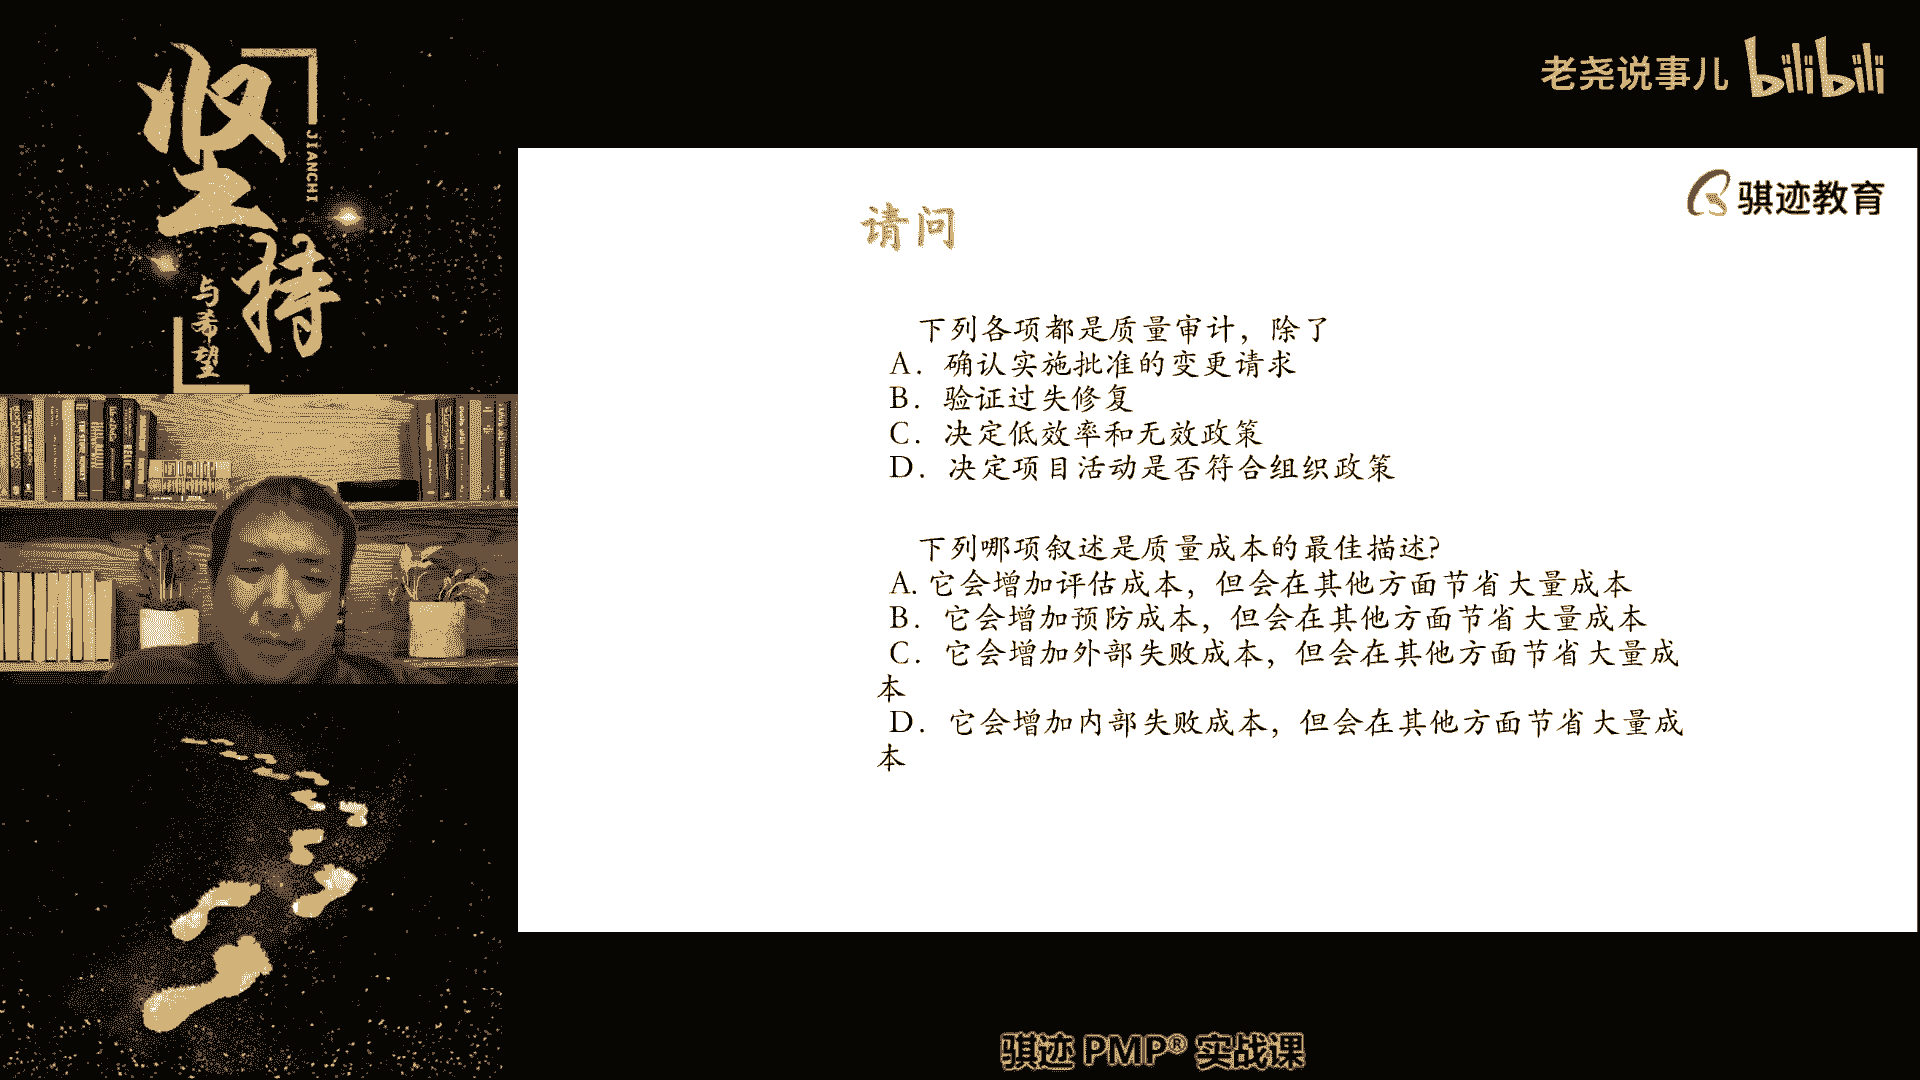 坚持
JIANCHI
与希望
老尧说事儿 bilibili
骐迹教育
请问
下列各项都是质量审计，除了
A．确认实施批准的变更请求
B．验证过失修复
C．决定低效率和无效政策
D．决定项目活动是否符合组织政策
下列哪项叙述是质量成本的最佳描述?
A. 它会增加评估成本，但会在其他方面节省大量成本
B．它会增加预防成本，但会在其他方面节省大量成本
C．它会增加外部失败成本，但会在其他方面节省大量成
本
D．它会增加内部失败成本，但会在其他方面节省大量成
本
骐迹 PMP® 实战课